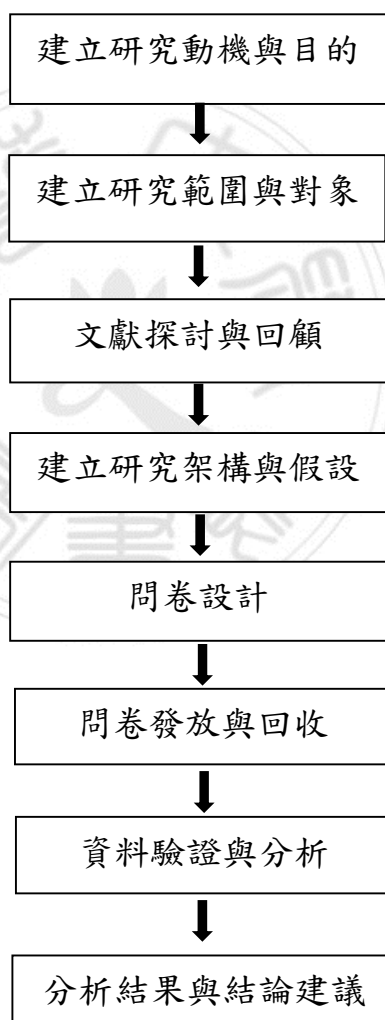 建立研究動機與目的
建立研究範圍與對象
文獻探討與回顧
建立研究架構與假設
問卷設計
問卷發放與回收
資料驗證與分析
分析結果與結論建議